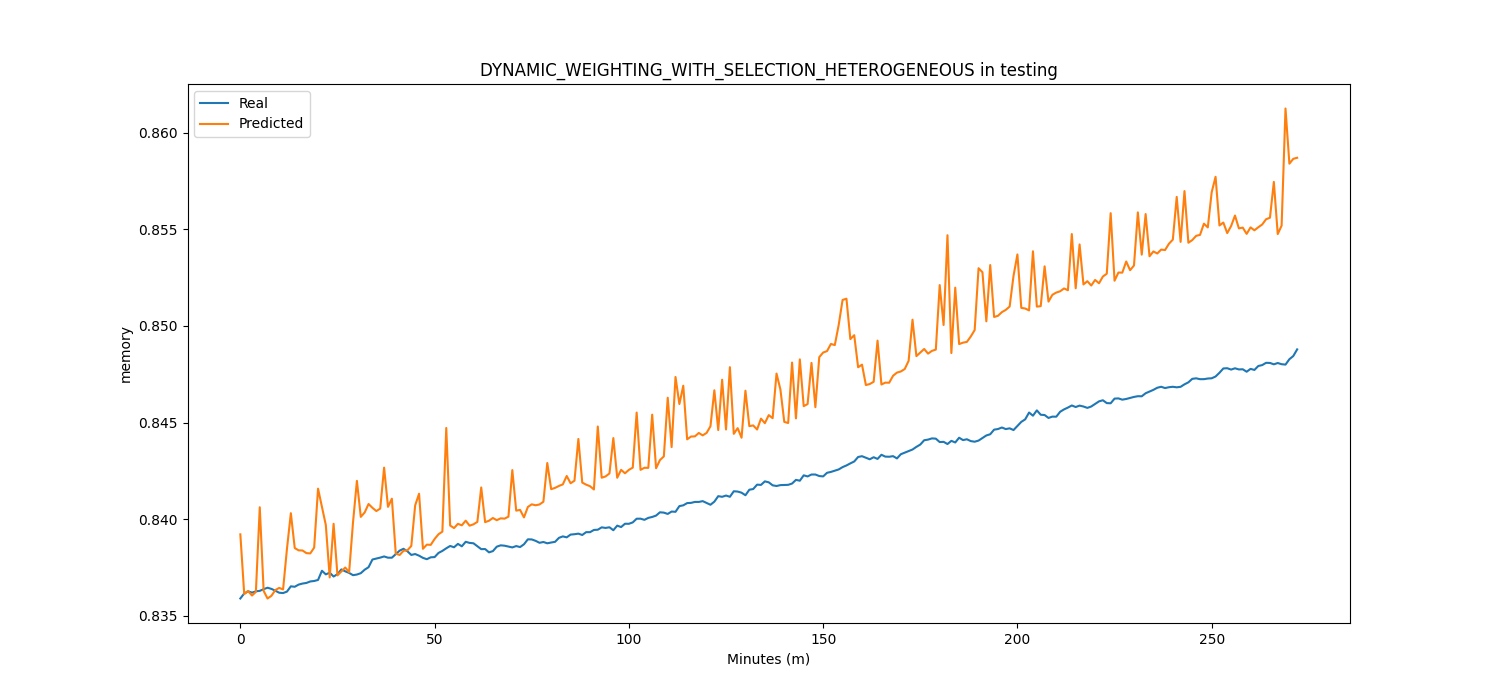 DYNAMIC_WEIGHTING_WITH_SELECTION_HETEROGENEOUS in testing
Real
Predicted
0.860
0.855
0.850
0.845
0.840
0.835
memory
0
50
100
150
200
250
Minutes (m)